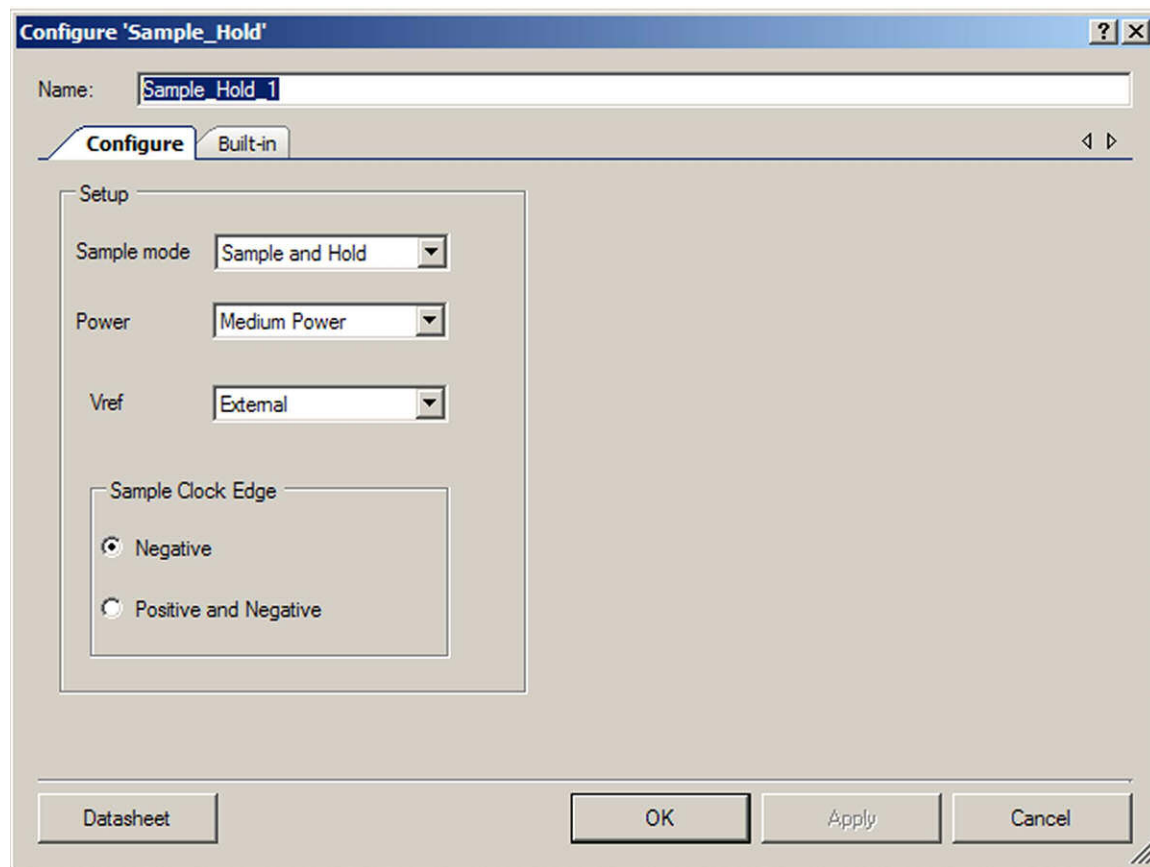 Configure 'Sample_Hold'
Name: Sample_Hold_1
Configure Built-in
Setup
Sample mode Sample and Hold
Power Medium Power
Vref External
Sample Clock Edge
Negative
Positive and Negative
Datasheet OK Apply Cancel